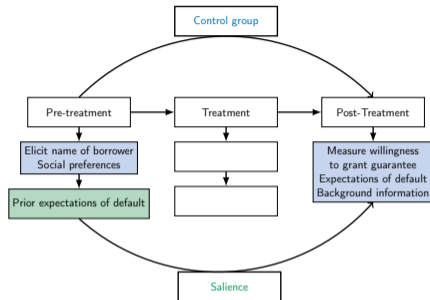 Control group
Pre-treatment
Treatment
Post-Treatment
Elicit name of borrower
Social preferences
Prior expectations of default
Measure willingness
to grant guarantee
Expectations of default
Background information
Salience